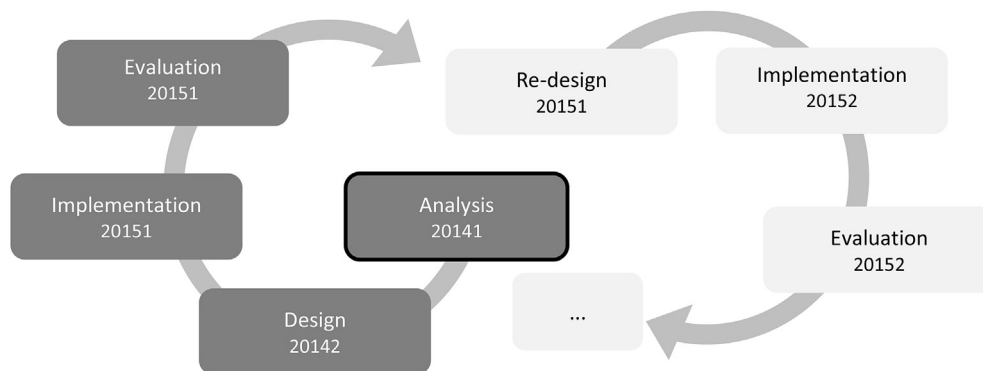 Evaluation
20151
Re-design
20151
Implementation
20152
Implementation
20151
Analysis
20141
Evaluation
20152
Design
20142
...